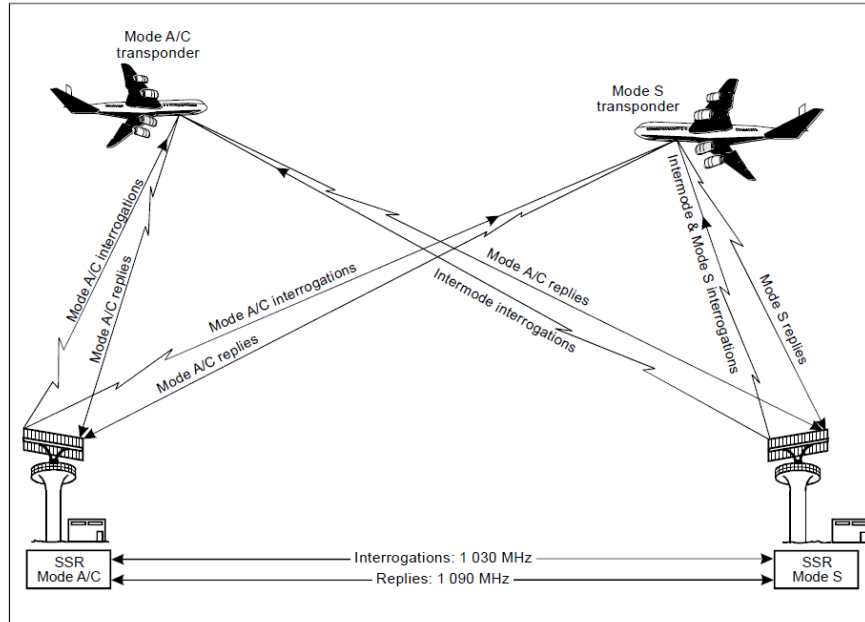 Mode A/C
transponder
Mode S
transponder
Mode A/C interrogations
Mode A/C replies
Mode A/C interrogations
Mode A/C replies
Mode A/C replies
Intermode interrogations
Intermode & Mode S interrogations
Mode S replies
SSR
Mode A/C
Interrogations: 1 030 MHz
Replies: 1 090 MHz
SSR
Mode S